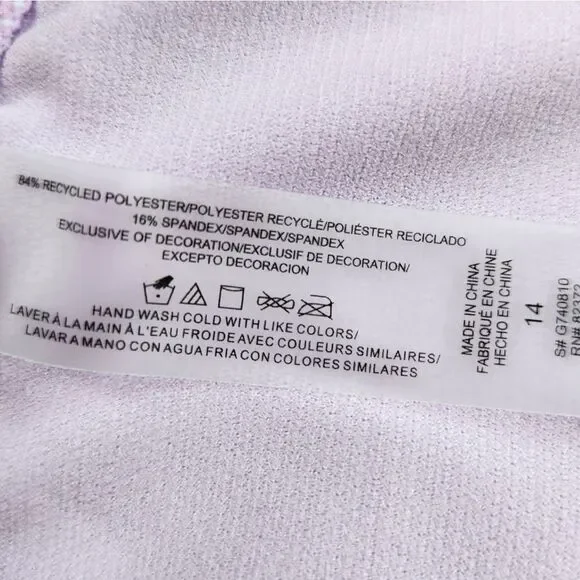 84% RECYCLED POLYESTER/POLYESTER RECYCLÉ/POLIÉSTER RECICLADO
16% SPANDEX/SPANDEX/SPANDEX
EXCLUSIVE OF DECORATION/EXCLUSIF DE DECORATION/
EXCEPTO DECORACION
HAND WASH COLD WITH LIKE COLORS/
LAVER À LA MAIN À L'EAU FROIDE AVEC COULEURS SIMILAIRES/
LAVAR A MANO CON AGUA FRIA CON COLORES SIMILARES
MADE IN CHINA
FABRIQUÉ EN CHINE
HECHO EN CHINA
14
S# G740810